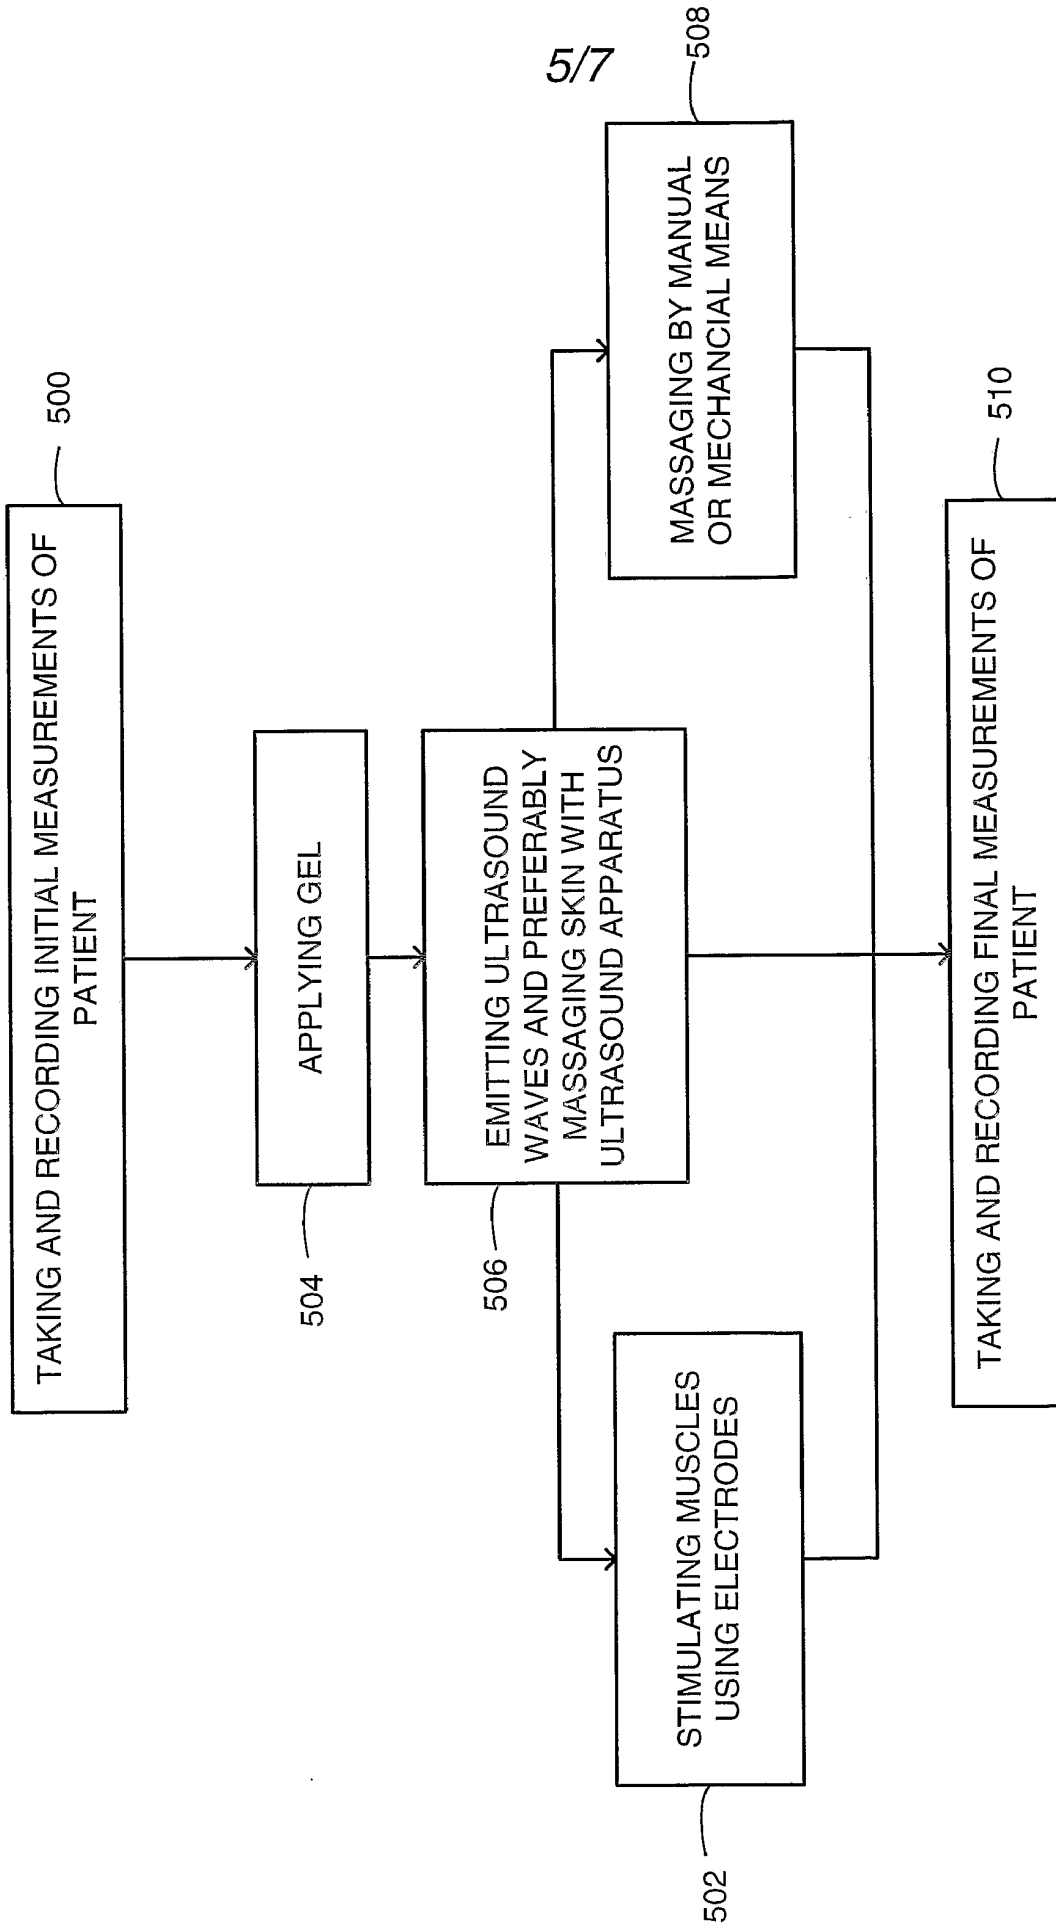 5/7
TAKING AND RECORDING INITIAL MEASUREMENTS OF
PATIENT
500
APPLYING GEL
504
EMITTING ULTRASOUND
WAVES AND PREFERABLY
MASSAGING SKIN WITH
ULTRASOUND APPARATUS
506
STIMULATING MUSCLES
USING ELECTRODES
502
MASSAGING BY MANUAL
OR MECHANCIAL MEANS
508
TAKING AND RECORDING FINAL MEASUREMENTS OF
PATIENT
510